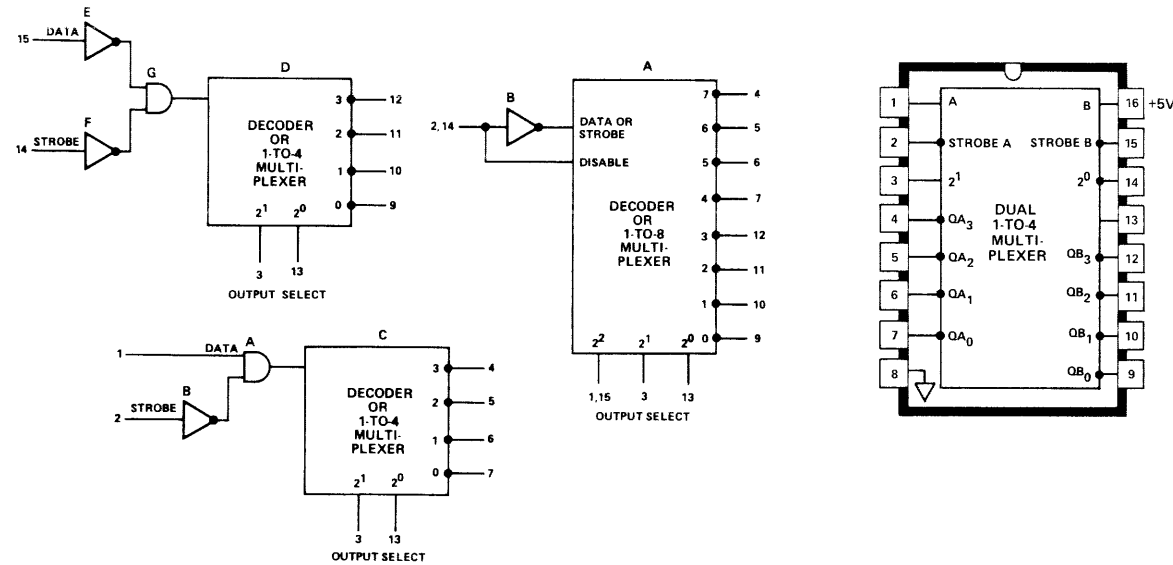 E
15 DATA
G
F
14 STROBE
D
DECODER
OR
1-TO-4
MULTI-
PLEXER
3 12
2 11
1 10
0 9
2¹ 2⁰
3 13
OUTPUT SELECT
1 DATA A
B
2 STROBE
C
DECODER
OR
1-TO-4
MULTI-
PLEXER
3 4
2 5
1 6
0 7
2¹ 2⁰
3 13
OUTPUT SELECT
A
B
2, 14
DATA OR
STROBE
DISABLE
DECODER
OR
1-TO-8
MULTI-
PLEXER
7 4
6 5
5 6
4 7
3 12
2 11
1 10
0 9
2² 2¹ 2⁰
1,15 3 13
OUTPUT SELECT
1 A B 16 +5V
2 STROBE A STROBE B 15
3 2¹ 2⁰ 14
DUAL
1-TO-4
MULTI-
PLEXER
4 QA₃ 13
5 QA₂ QB₃ 12
6 QA₁ QB₂ 11
7 QA₀ QB₁ 10
8 QB₀ 9